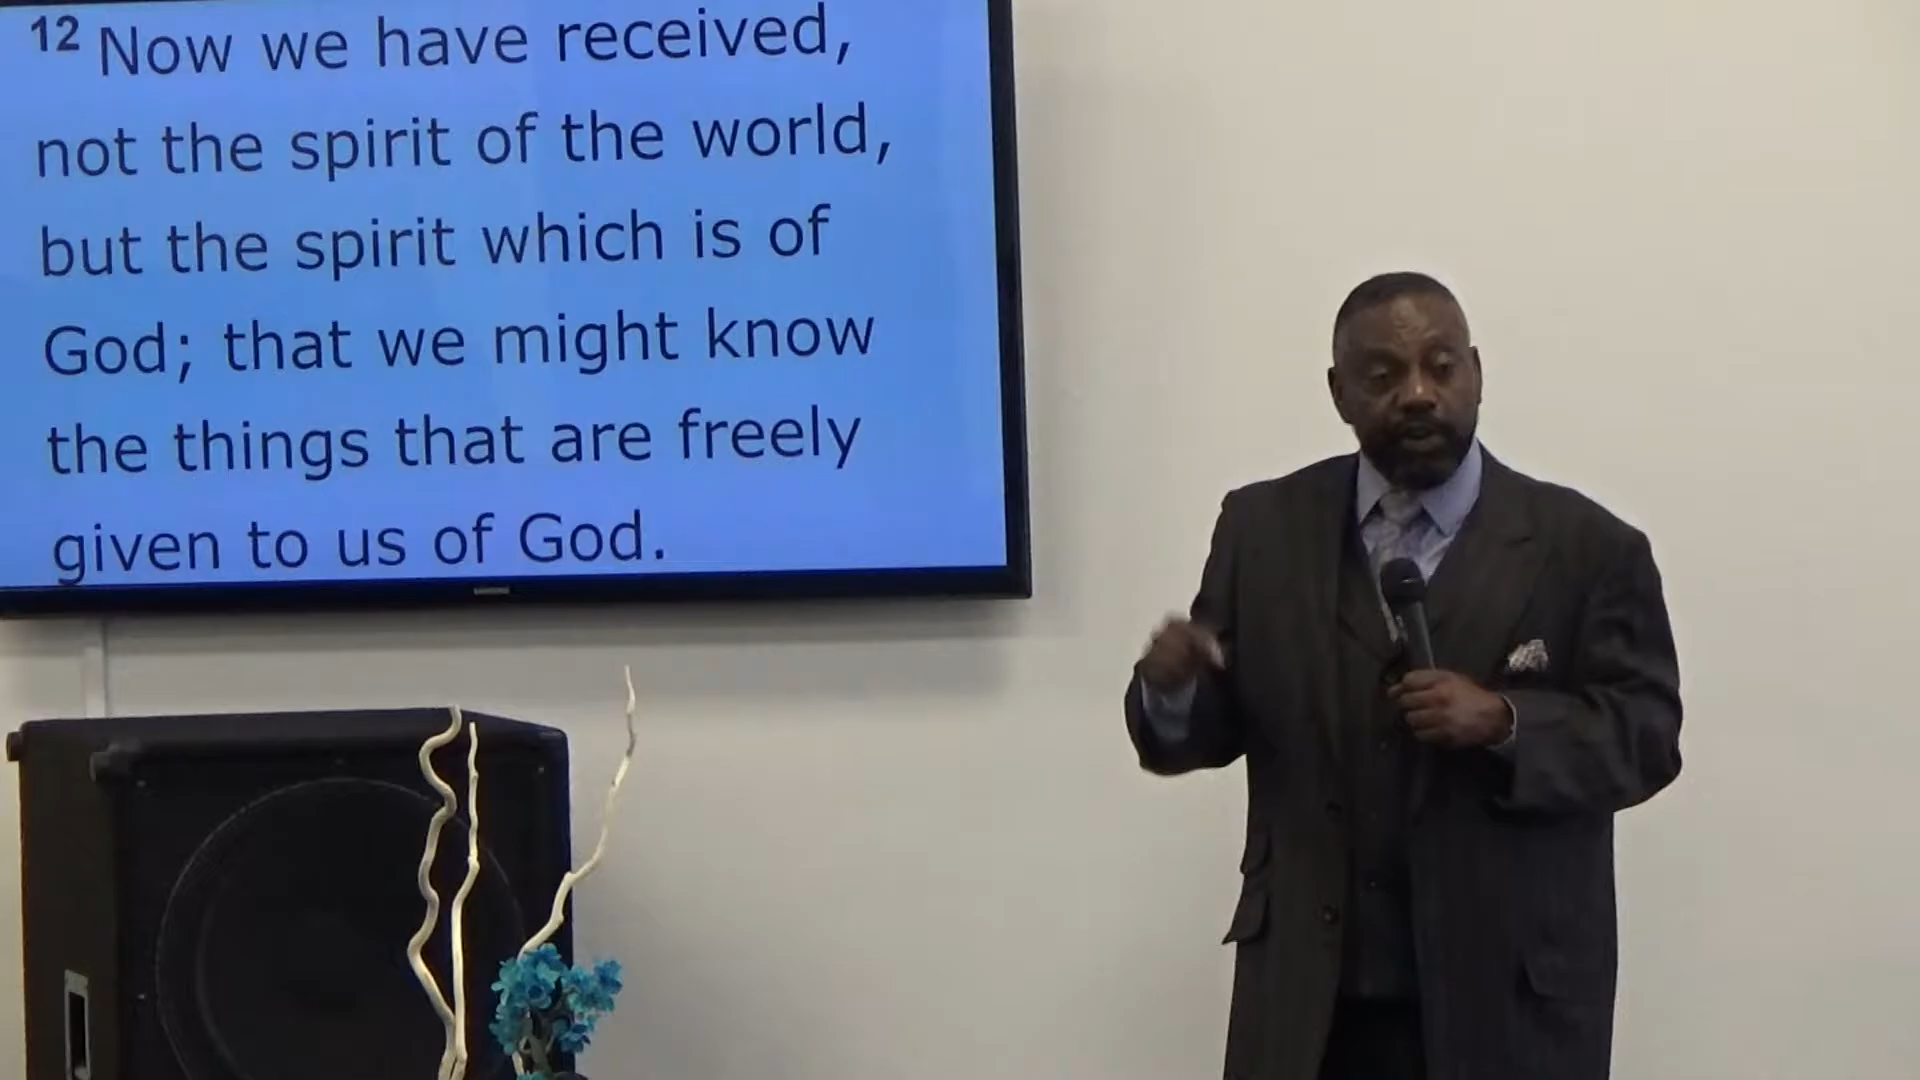 12 Now we have received,
not the spirit of the world,
but the spirit which is of
God; that we might know
the things that are freely
given to us of God.